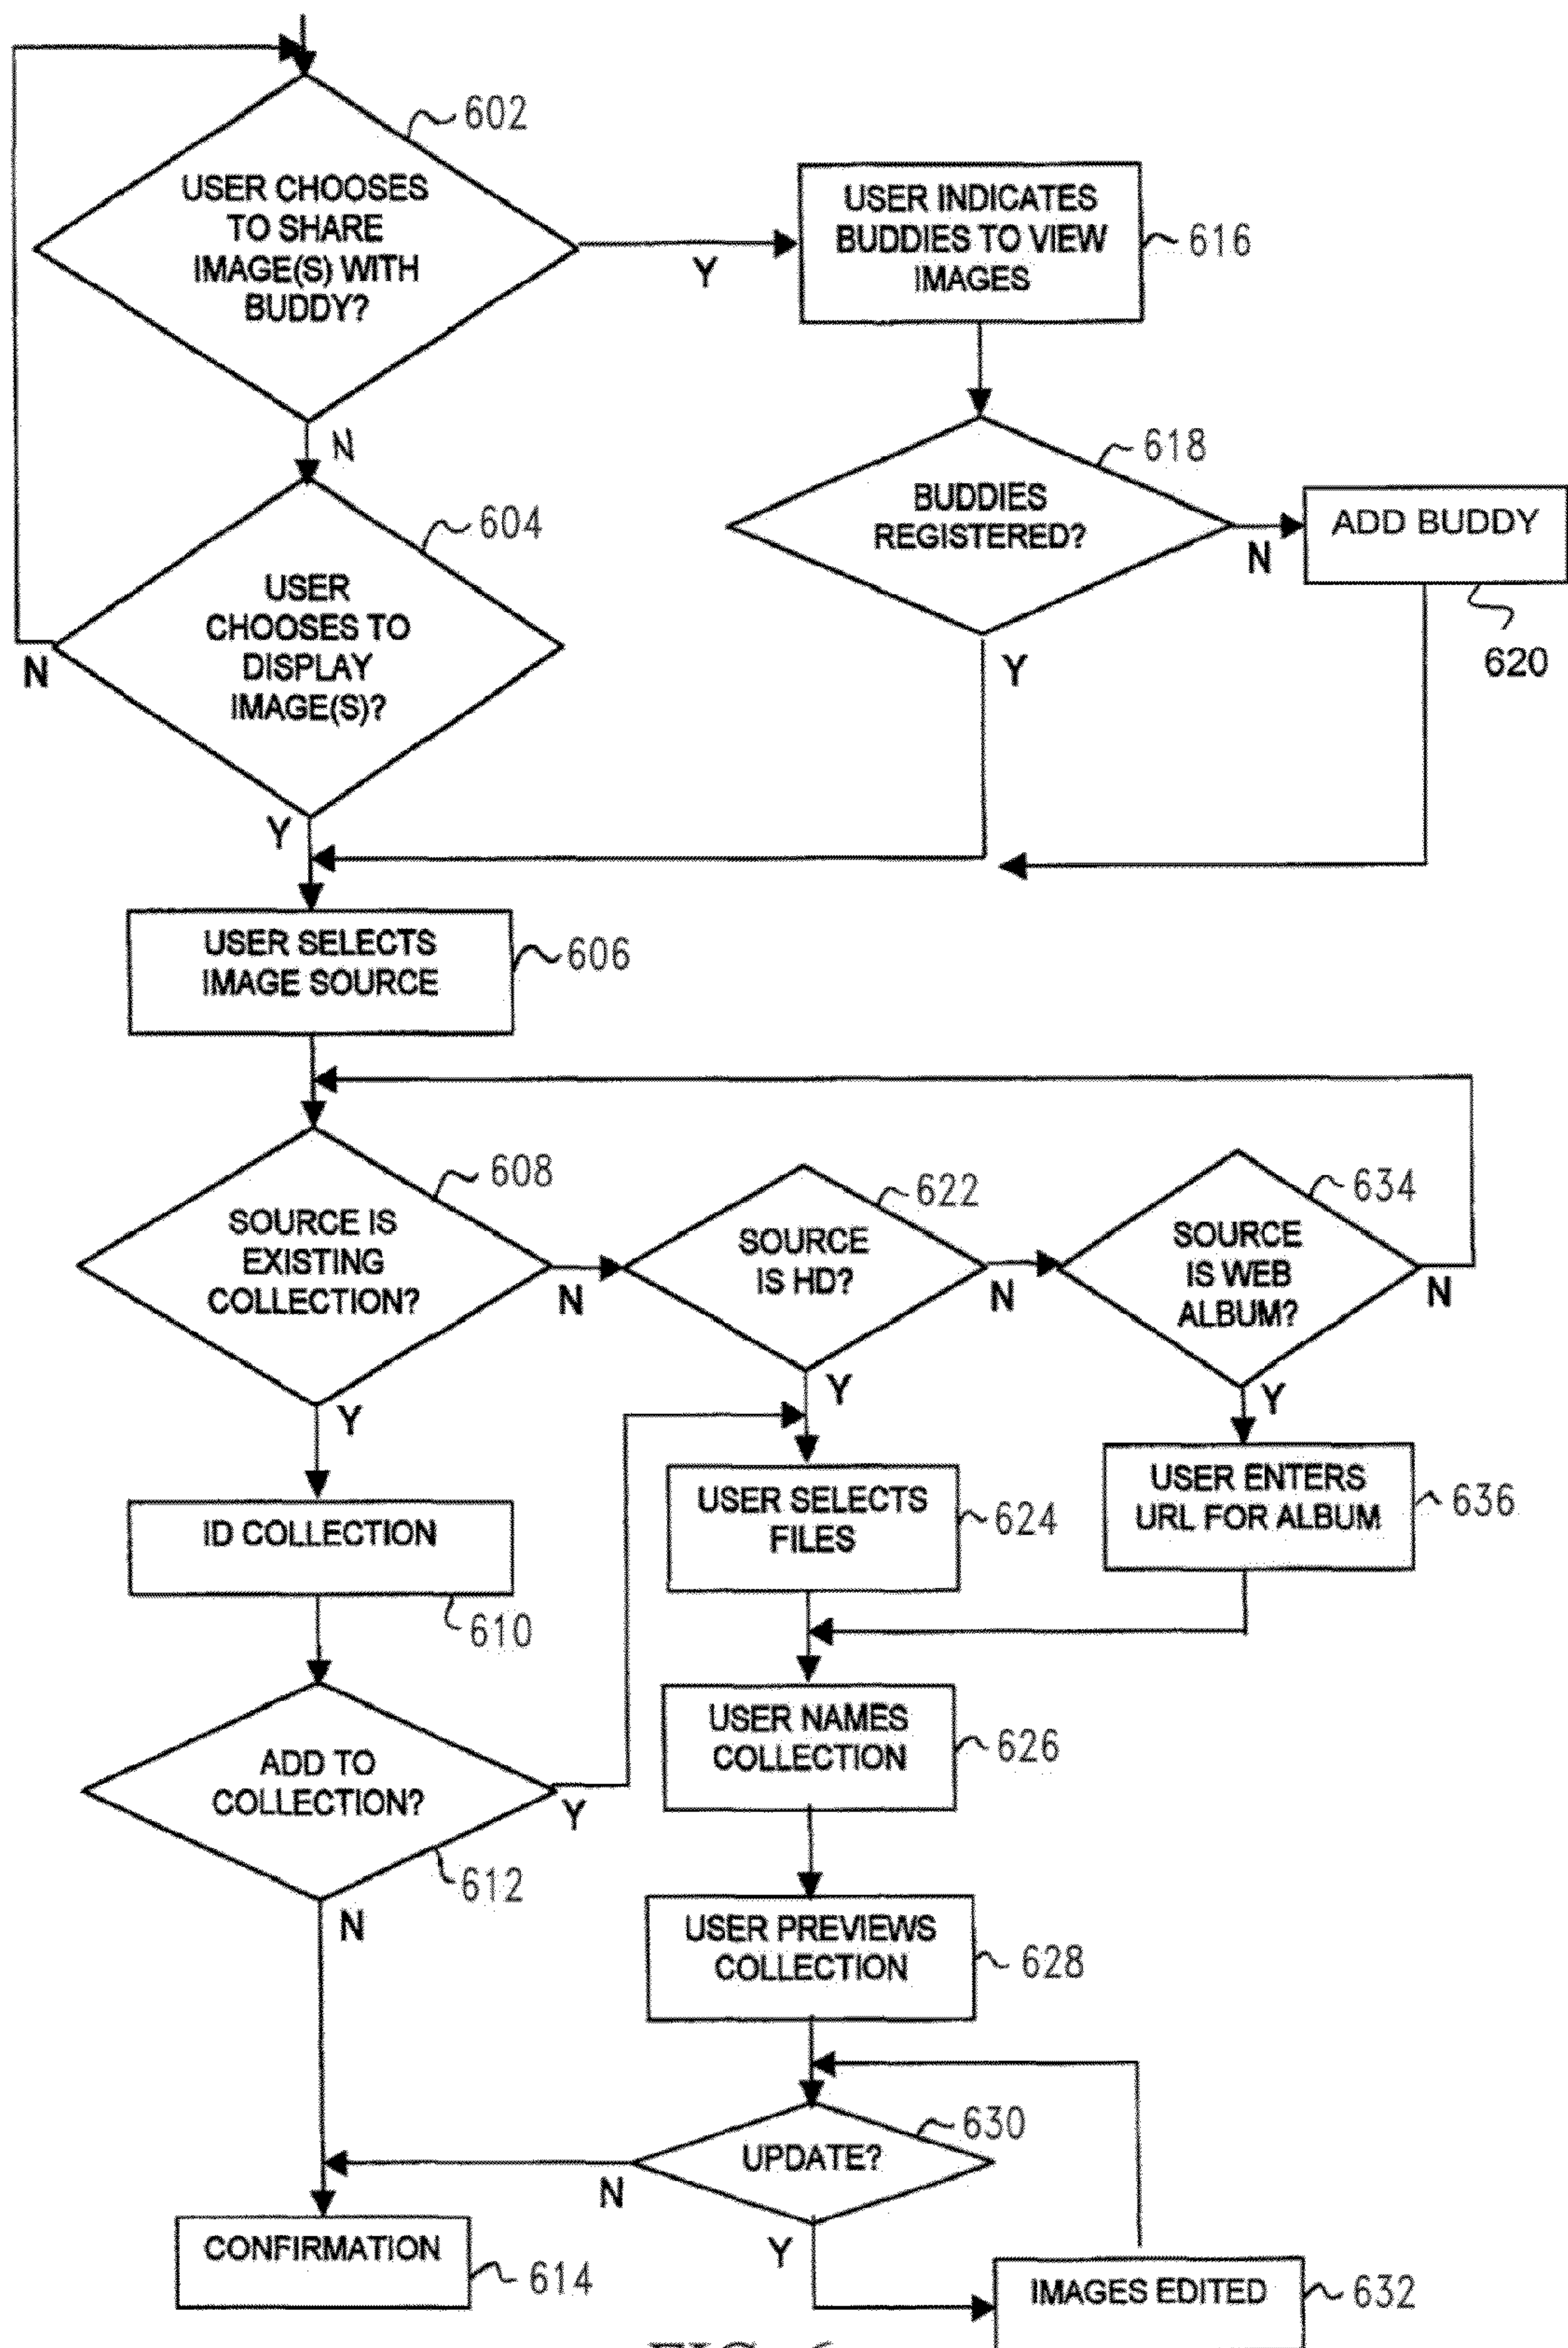 602
USER CHOOSES
TO SHARE
IMAGE(S) WITH
BUDDY?
Y
N
USER INDICATES
BUDDIES TO VIEW
IMAGES
616
618
BUDDIES
REGISTERED?
N
Y
ADD BUDDY
620
604
USER
CHOOSES TO
DISPLAY
IMAGE(S)?
N
Y
USER SELECTS
IMAGE SOURCE
606
608
SOURCE IS
EXISTING
COLLECTION?
N
Y
622
SOURCE
IS HD?
N
Y
634
SOURCE
IS WEB
ALBUM?
N
Y
ID COLLECTION
610
USER SELECTS
FILES
624
USER ENTERS
URL FOR ALBUM
636
ADD TO
COLLECTION?
Y
612
N
USER NAMES
COLLECTION
626
USER PREVIEWS
COLLECTION
628
630
UPDATE?
N
Y
CONFIRMATION
614
IMAGES EDITED
632